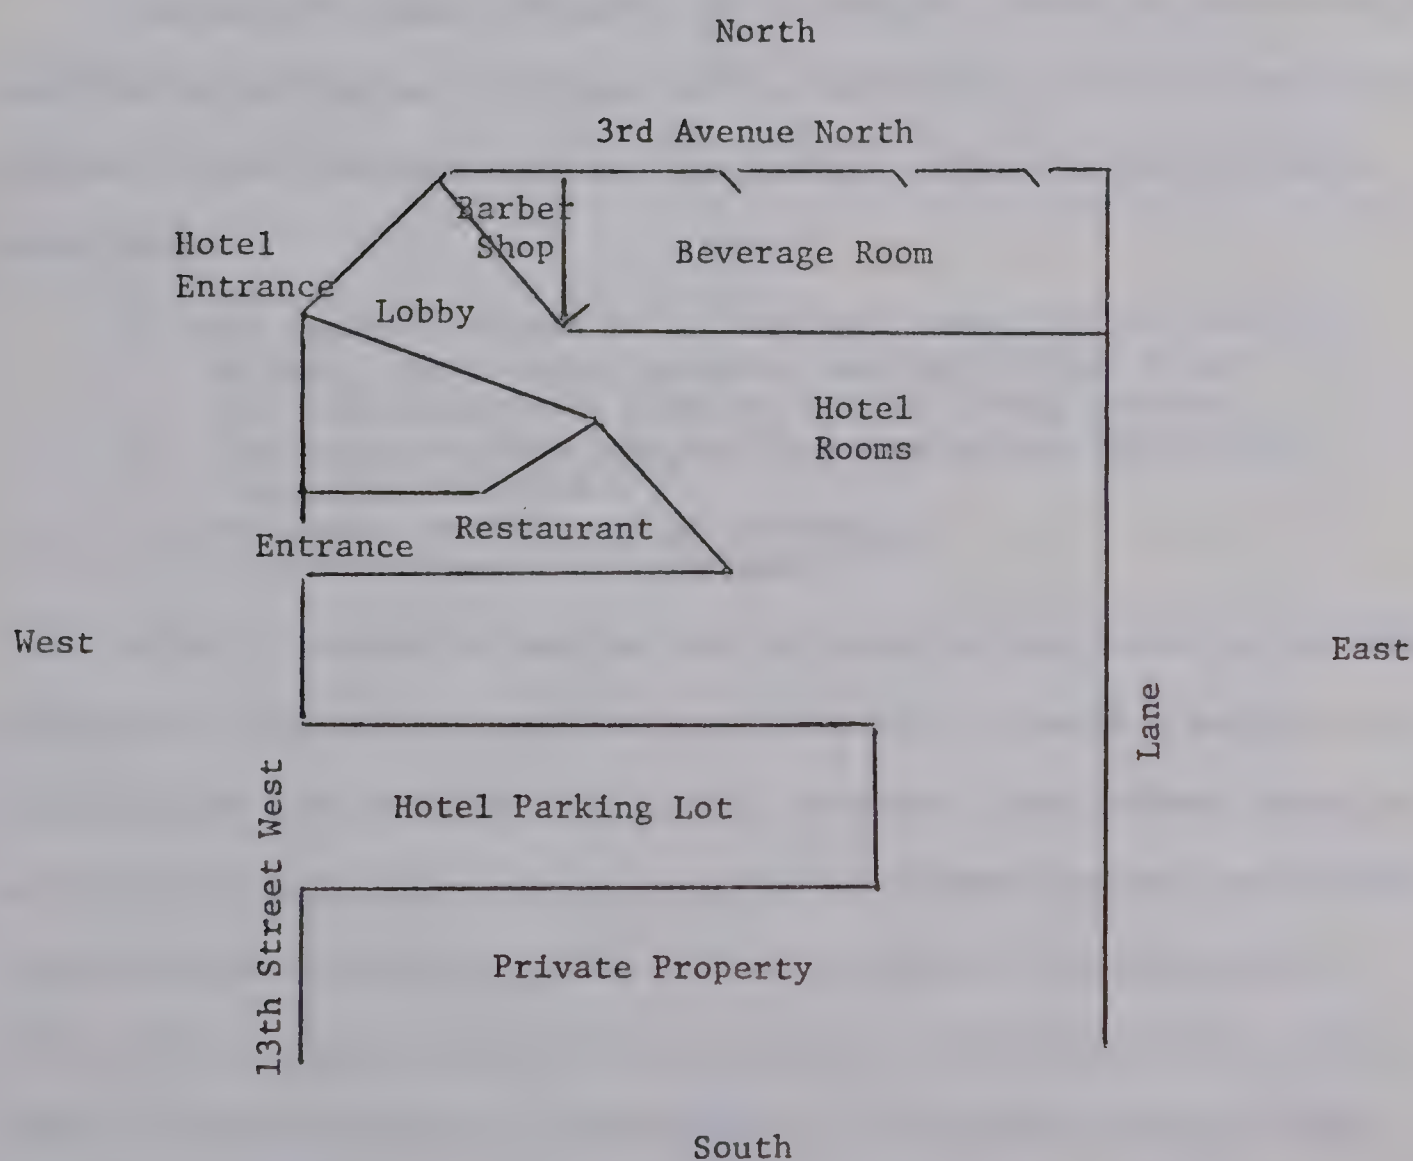 North
3rd Avenue North
Barber
Shop
Hotel
Entrance
Beverage Room
Lobby
Hotel
Rooms
Restaurant
Entrance
West
East
Lane
Hotel Parking Lot
13th Street West
Private Property
South